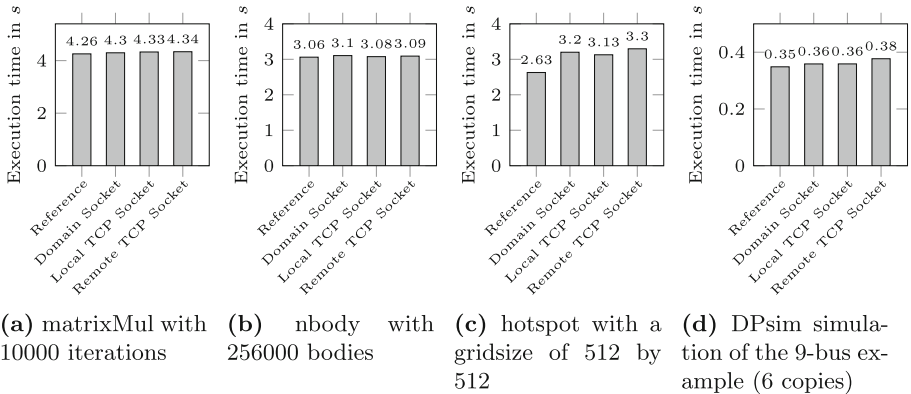 Execution time in s
4
2
0
4.26
4.3
4.33
4.34
Reference
Domain Socket
Local TCP Socket
Remote TCP Socket
(a) matrixMul with
10000 iterations
Execution time in s
4
3
2
1
0
3.06
3.1
3.08
3.09
Reference
Domain Socket
Local TCP Socket
Remote TCP Socket
(b) nbody with
256000 bodies
Execution time in s
4
3
2
1
0
2.63
3.2
3.13
3.3
Reference
Domain Socket
Local TCP Socket
Remote TCP Socket
(c) hotspot with a
gridsize of 512 by
512
Execution time in s
0.4
0.2
0
0.35
0.36
0.36
0.38
Reference
Domain Socket
Local TCP Socket
Remote TCP Socket
(d) DPsim simula-
tion of the 9-bus ex-
ample (6 copies)